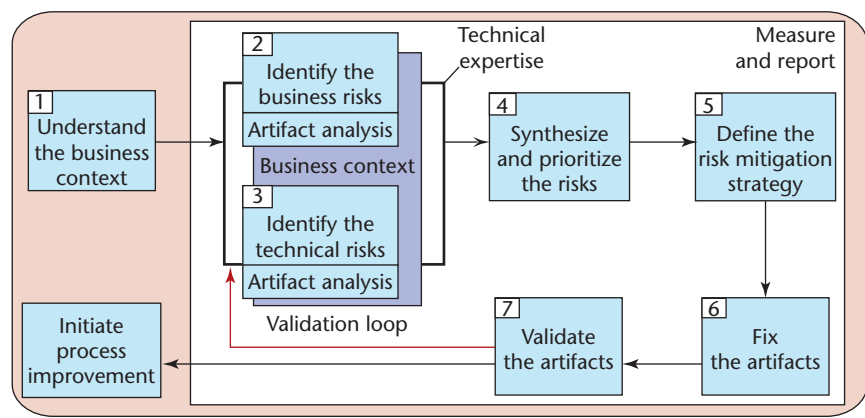 1
Understand
the business
context
2
Identify the
business risks
Artifact analysis
Business context
3
Identify the
technical risks
Artifact analysis
Validation loop
Technical
expertise
Measure
and report
4
Synthesize
and prioritize
the risks
5
Define the
risk mitigation
strategy
6
Fix
the artifacts
7
Validate
the artifacts
Initiate
process
improvement